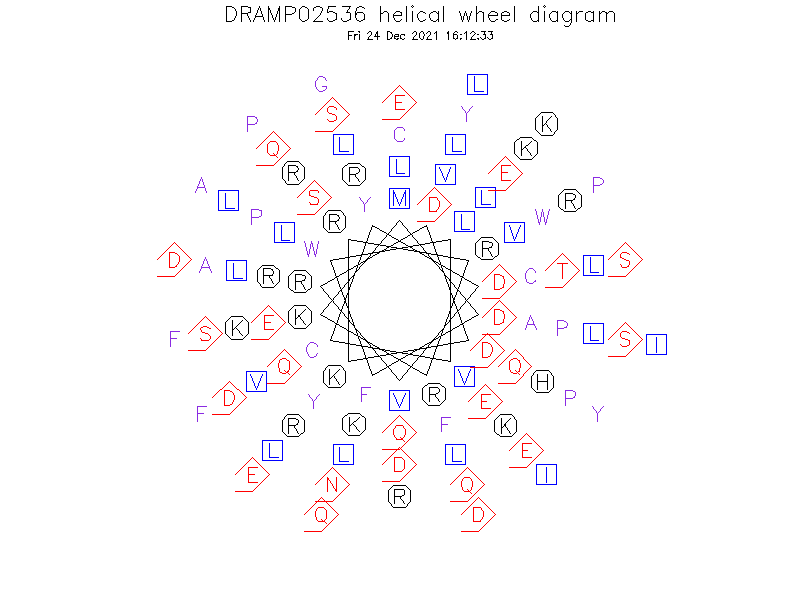 DRAMP02536 helical wheel diagram
Fri 24 Dec 2021 16:12:33
G L
E
S Y
P K
C
L L
Q K
L
R R V E
A P
S M L
L R
Y D
P W
R L
L V
W R
D S
A L
L T
R C
R D
K D
E A
K P
S L
F S I
C D
Q Q
K V
V H
F R
D P
Y V E
F Y
R K F K
Q
L E
L L
D
E I
N Q
R
Q D